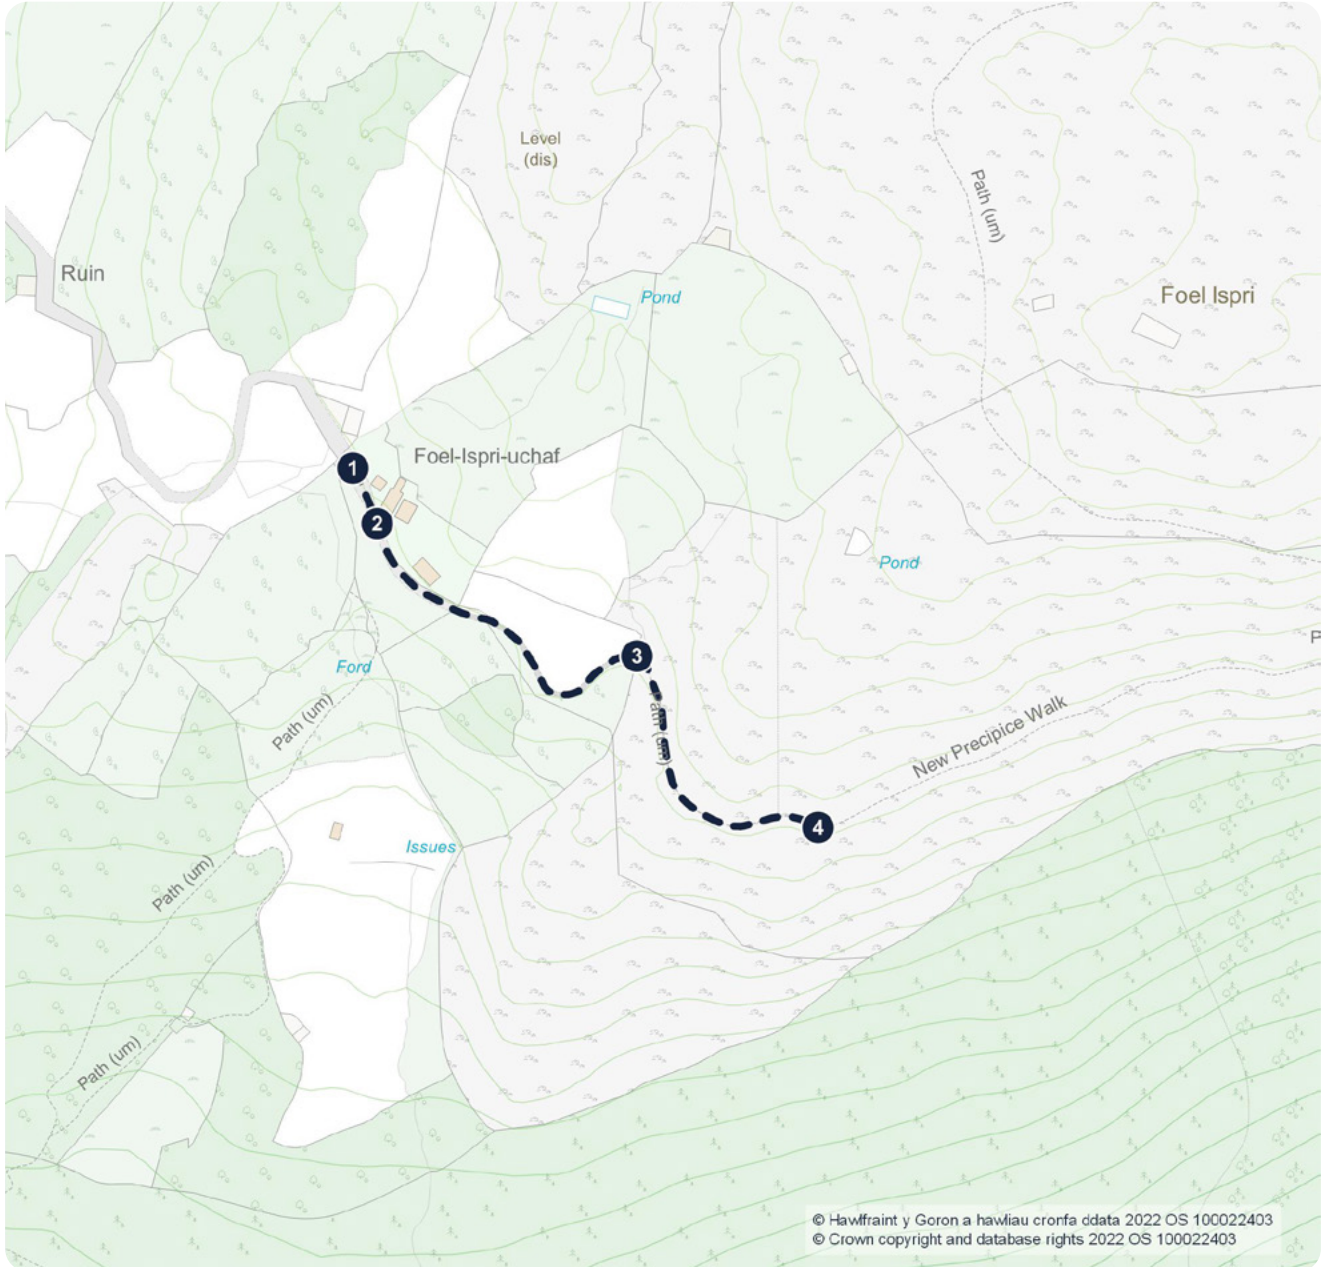 Level
(dis)
Path (um)
Ruin
Pond
Foel Ispri
Foel-Ispri-uchaf
1
2
Pond
3
P
Ford
Path (um)
Path (um)
New Precipice Walk
4
Issues
Path (um)
Path (um)
© Hawlfraint y Goron a hawliau cronfa ddata 2022 OS 100022403
© Crown copyright and database rights 2022 OS 100022403